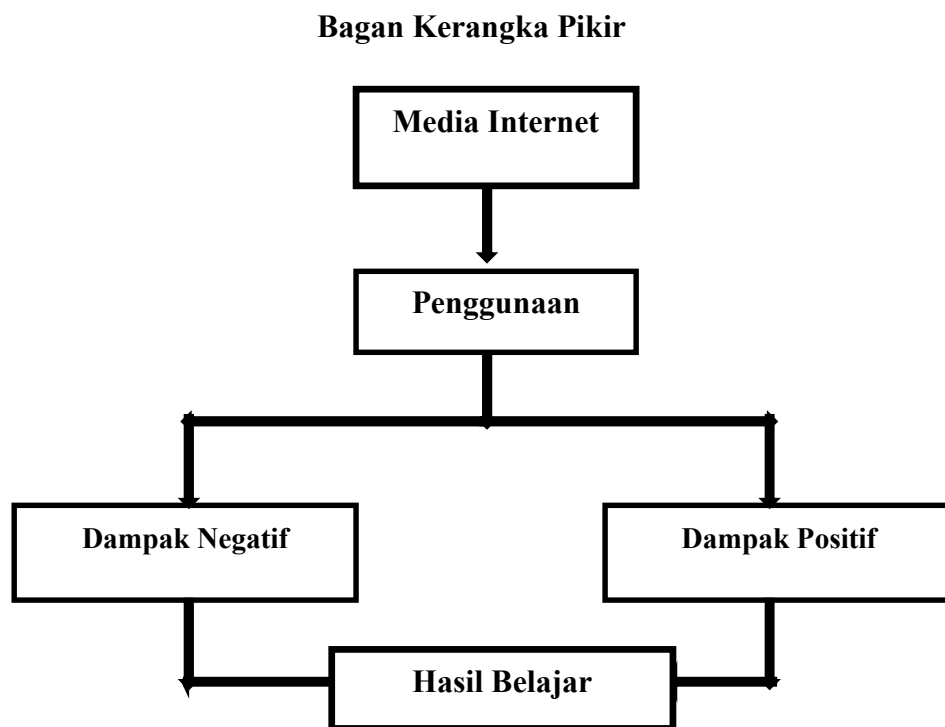 Bagan Kerangka Pikir
Media Internet
Penggunaan
Dampak Negatif
Dampak Positif
Hasil Belajar